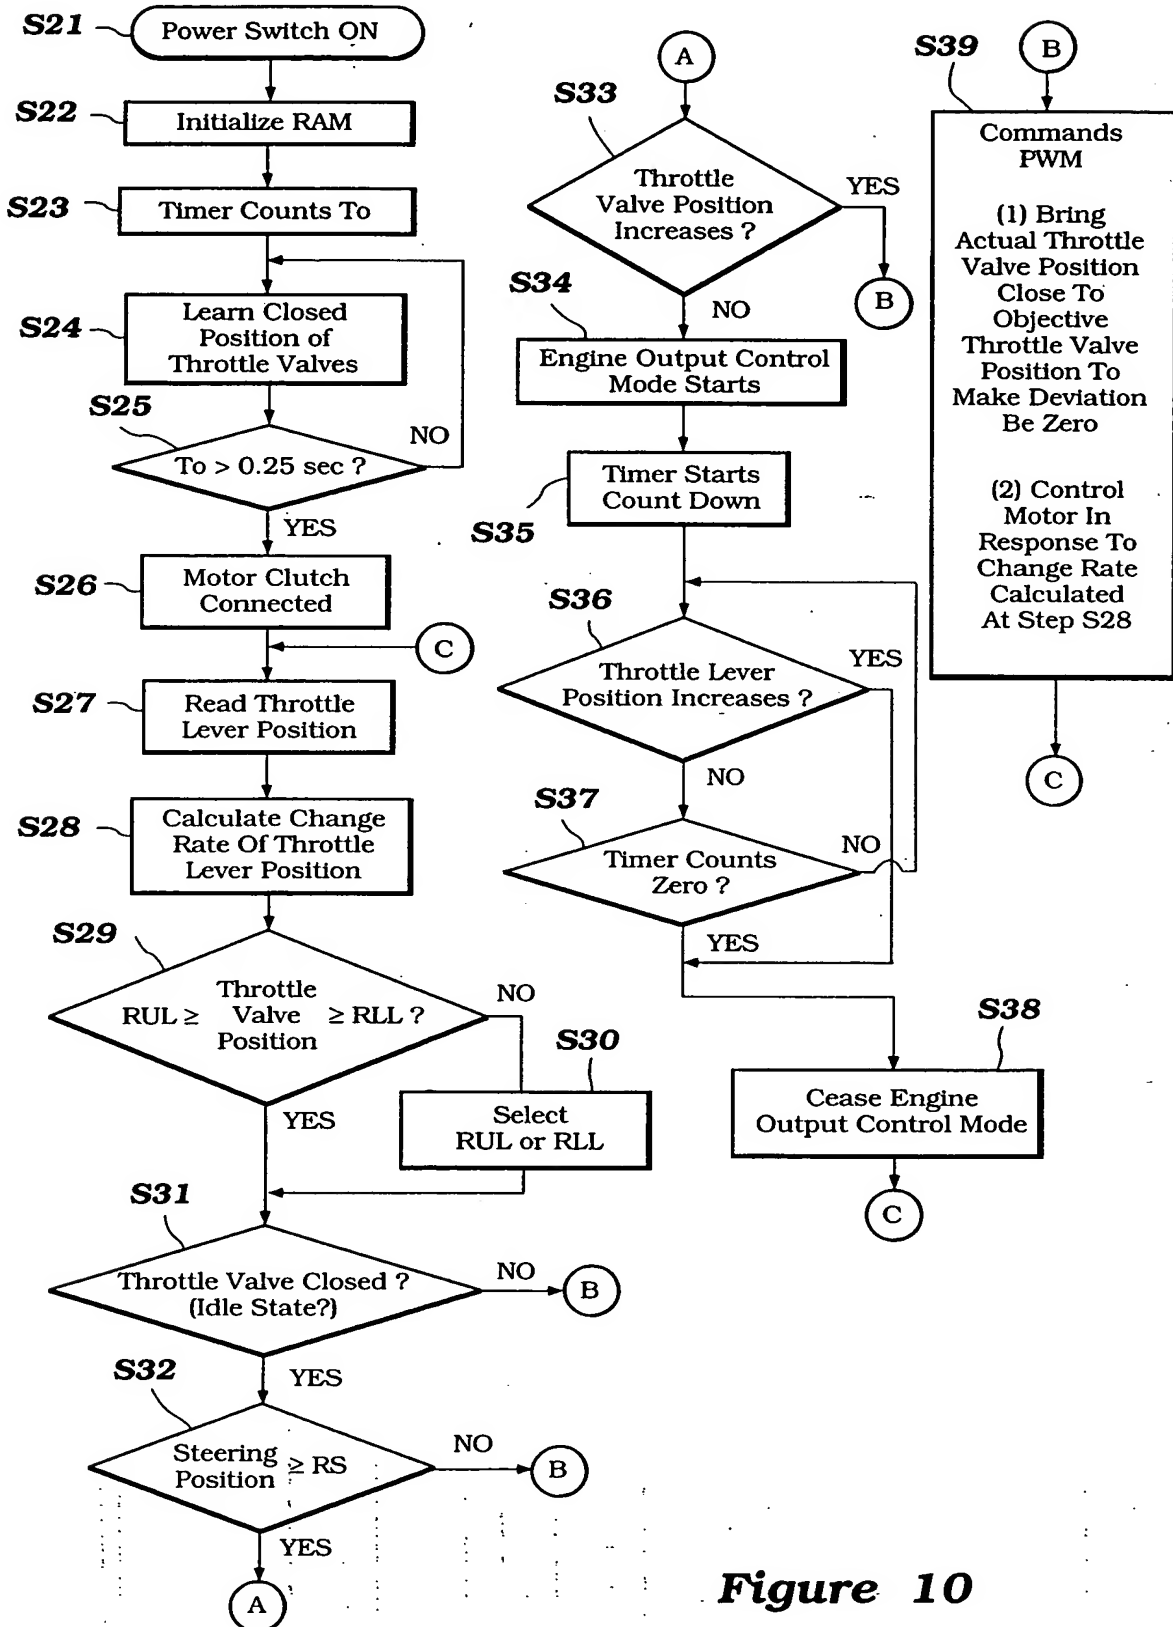 S21
Power Switch ON
S22
Initialize RAM
S23
Timer Counts To
S24
Learn Closed
Position of
Throttle Valves
S25
To > 0.25 sec ?
NO
YES
S26
Motor Clutch
Connected
C
S27
Read Throttle
Lever Position
S28
Calculate Change
Rate Of Throttle
Lever Position
S29
RUL ≥ Throttle
Valve
Position ≥ RLL ?
NO
YES
S30
Select
RUL or RLL
S31
Throttle Valve Closed ?
(Idle State?)
NO
B
YES
S32
Steering
Position ≥ RS
NO
B
YES
A
A
S33
Throttle
Valve Position
Increases ?
YES
B
NO
S34
Engine Output Control
Mode Starts
S35
Timer Starts
Count Down
S36
Throttle Lever
Position Increases ?
YES
NO
S37
Timer Counts
Zero ?
NO
YES
S38
Cease Engine
Output Control Mode
C
S39
B
Commands
PWM
(1) Bring
Actual Throttle
Valve Position
Close To
Objective
Throttle Valve
Position To
Make Deviation
Be Zero
(2) Control
Motor In
Response To
Change Rate
Calculated
At Step S28
C
Figure 10